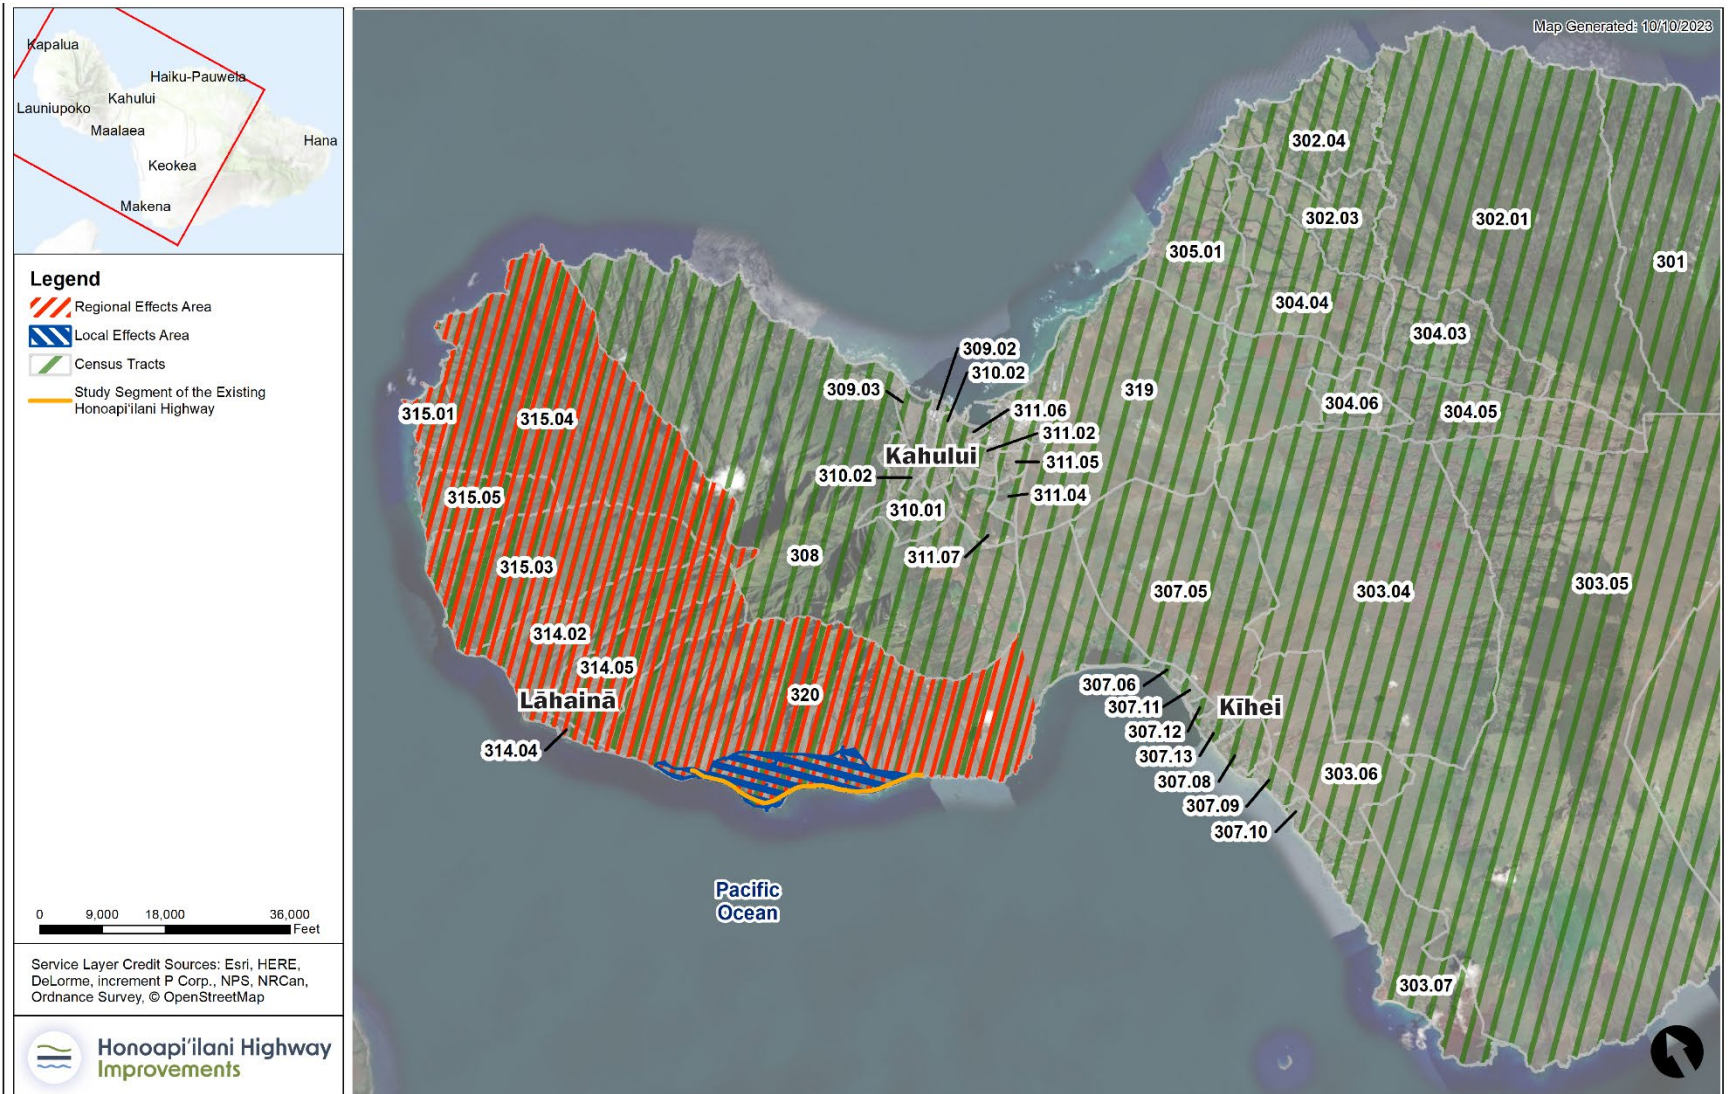 Kapalua
Haiku-Pauwela
Kahului
Launiupoko
Maalaea
Hana
Keokea
Makena
Legend
Regional Effects Area
Local Effects Area
Census Tracts
Study Segment of the Existing
Honoapiʻilani Highway
0 9,000 18,000 36,000
Feet
Service Layer Credit Sources: Esri, HERE,
DeLorme, increment P Corp., NPS, NRCan,
Ordnance Survey, © OpenStreetMap
Honoapiʻilani Highway
Improvements
Map Generated: 10/10/2023
302.04
302.03
302.01
305.01
301
304.04
304.03
309.02
310.02
309.03
319
311.06
304.06
304.05
315.01
315.04
311.02
Kahului
311.05
310.02
311.04
315.05
310.01
308
311.07
315.03
307.05
303.04
303.05
314.02
314.05
307.06
320
Lāhainā
307.11
Kīhei
307.12
314.04
307.13
307.08
303.06
307.09
307.10
Pacific
Ocean
303.07